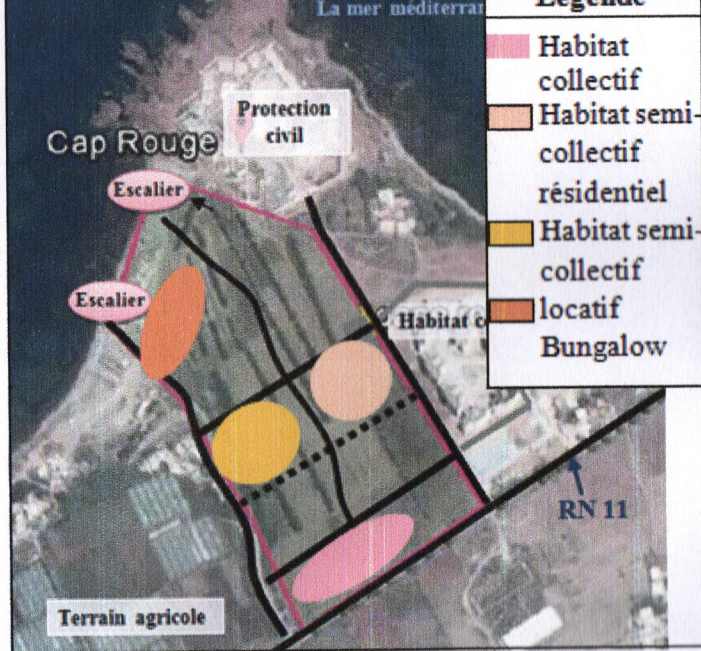 La mer méditerran
Protection
civil
Cap Rouge
Escalier
Escalier
Habitat c
RN 11
Terrain agricole
Légende
Habitat
collectif
Habitat semi-
collectif
résidentiel
Habitat semi-
collectif
locatif
Bungalow